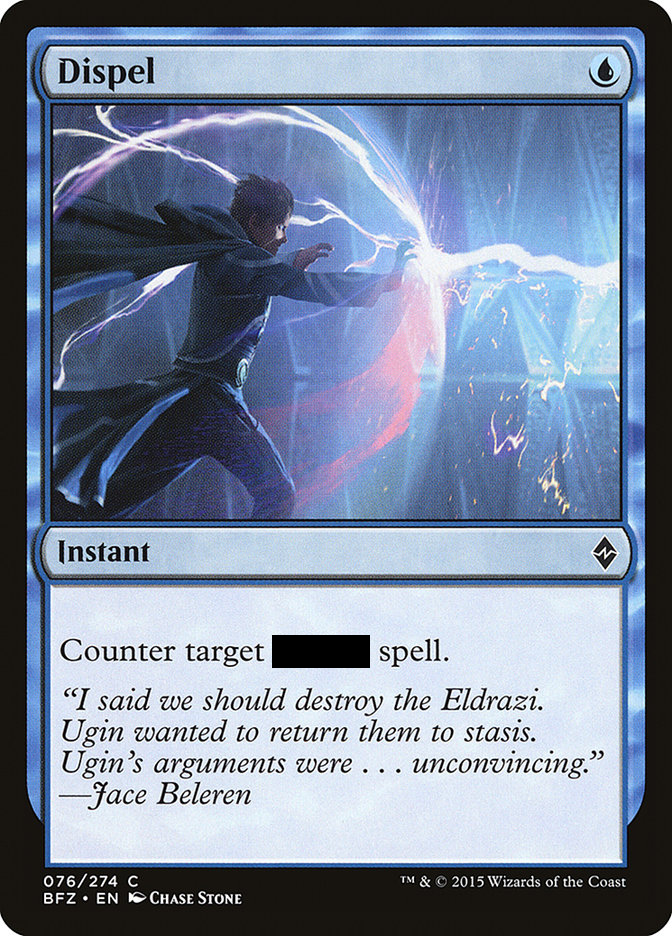 Dispel
Instant
Counter target spell.
“I said we should destroy the Eldrazi.
Ugin wanted to return them to stasis.
Ugin’s arguments were . . . unconvincing.”
—Jace Beleren
076/274 C
™ & © 2015 Wizards of the Coast
BFZ • EN Chase Stone